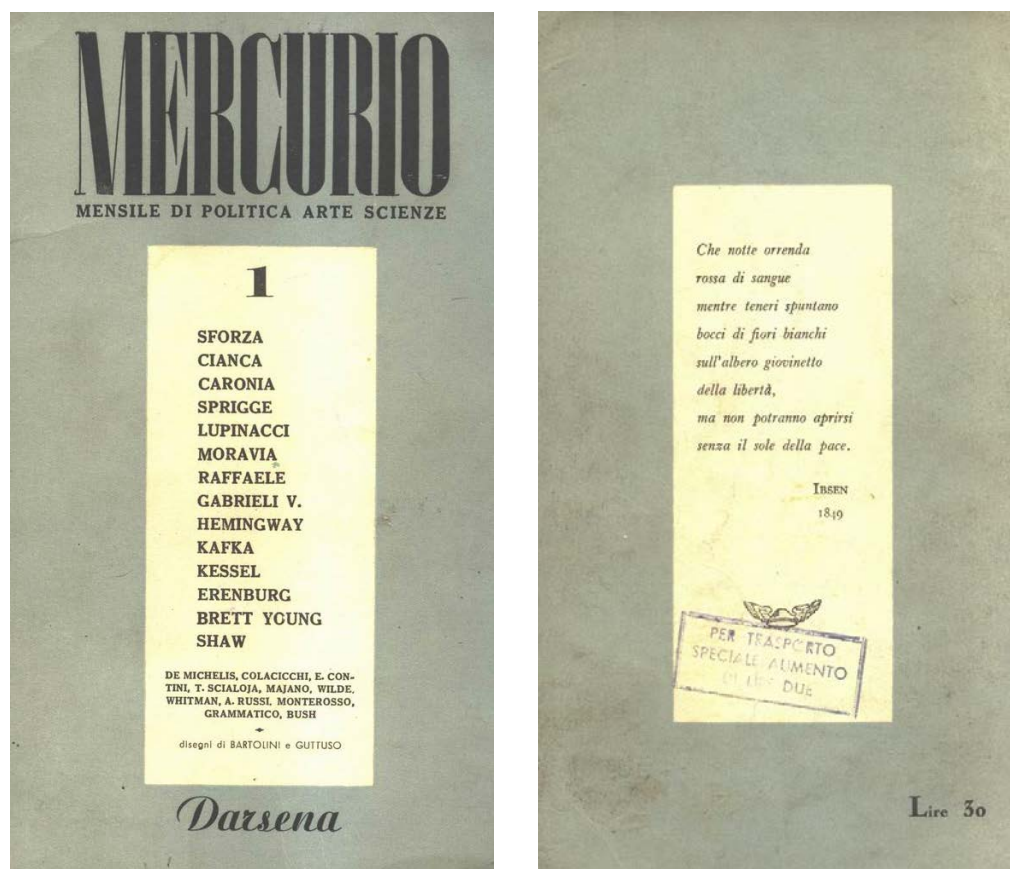 MERCURIO
MENSILE DI POLITICA ARTE SCIENZE
1
SFORZA
CIANCA
CARONIA
SPRIGGE
LUPINACCI
MORAVIA
RAFFAELE
GABRIELI V.
HEMINGWAY
KAFKA
KESSEL
ERENBURG
BRETT YOUNG
SHAW
DE MICHELIS, COLACICCHI, E. CON-
TINI, T. SCIALOJA, MAJANO, WILDE,
WHITMAN, A. RUSSI, MONTEROSSO,
GRAMMATICO, BUSH
disegni di BARTOLINI e GUTTUSO
Darsena
Che notte orrenda
rossa di sangue
mentre teneri spuntano
bocci di fiori bianchi
sull'albero giovinetto
della libertà,
ma non potranno aprirsi
senza il sole della pace.
IBSEN
1849
PER TRASPORTO
SPECIALE AUMENTO
DI LIRE DUE
Lire 30